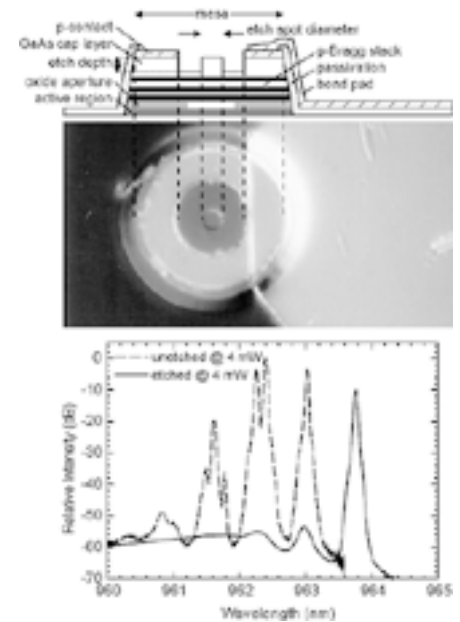 mesa
p-contact
etch spot diameter
GaAs cap layer
p-Bragg stack
etch depth
passivation
oxide aperture
bond pad
active region
unetched @ 4 mW
etched @ 4 mW
Relative Intensity (dB)
0
-10
-20
-30
-40
-50
-60
-70
960 961 962 963 964 965
Wavelength (nm)